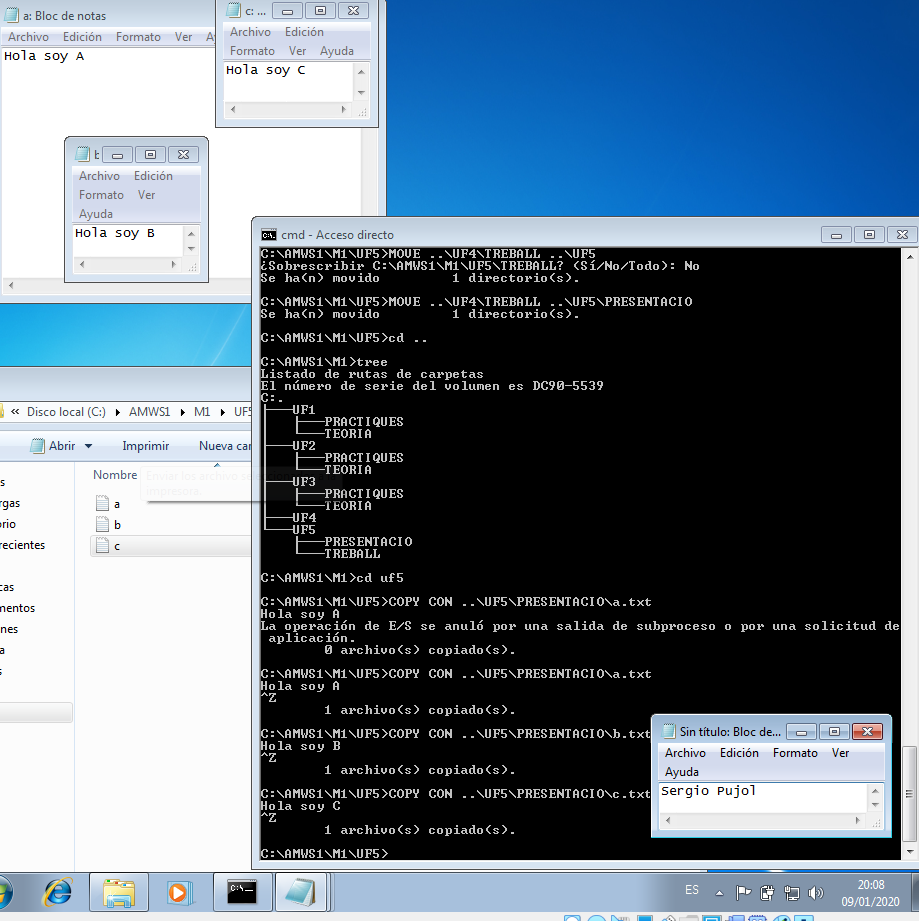 a: Bloc de notas
Archivo Edición Formato Ver
Hola soy A
c: ...
Archivo Edición
Formato Ver Ayuda
Hola soy C
Archivo Edición
Formato Ver
Ayuda
Hola soy B
cmd - Acceso directo
C:\AMWS1\M1\UF5>MOVE ..\UF4\TREBALL ..\UF5
¿Sobrescribir C:\AMWS1\M1\UF5\TREBALL? (Sí/No/Todo): No
Se ha(n) movido 1 directorio(s).
C:\AMWS1\M1\UF5>MOVE ..\UF4\TREBALL ..\UF5\PRESENTACIO
Se ha(n) movido 1 directorio(s).
C:\AMWS1\M1\UF5>cd ..
C:\AMWS1\M1>tree
Listado de rutas de carpetas
El número de serie del volumen es DC90-5539
C:.
├───UF1
│   ├───PRACTIQUES
│   └───TEORIA
├───UF2
│   ├───PRACTIQUES
│   └───TEORIA
├───UF3
│   ├───PRACTIQUES
│   └───TEORIA
├───UF4
└───UF5
    ├───PRESENTACIO
    └───TREBALL
C:\AMWS1\M1>cd uf5
C:\AMWS1\M1\UF5>COPY CON ..\UF5\PRESENTACIO\a.txt
Hola soy A
La operación de E/S se anuló por una salida de subproceso o por una solicitud de
aplicación.
0 archivo(s) copiado(s).
C:\AMWS1\M1\UF5>COPY CON ..\UF5\PRESENTACIO\a.txt
Hola soy A
^Z
1 archivo(s) copiado(s).
C:\AMWS1\M1\UF5>COPY CON ..\UF5\PRESENTACIO\b.txt
Hola soy B
^Z
1 archivo(s) copiado(s).
C:\AMWS1\M1\UF5>COPY CON ..\UF5\PRESENTACIO\c.txt
Hola soy C
^Z
1 archivo(s) copiado(s).
C:\AMWS1\M1\UF5>
« Disco local (C:) ▸ AMWS1 ▸ M1 ▸ UF5
Abrir Imprimir Nueva car
Nombre
a
b
c
recientes
Sin título: Bloc de...
Archivo Edición Formato Ver
Ayuda
Sergio Pujol
ES
20:08
09/01/2020